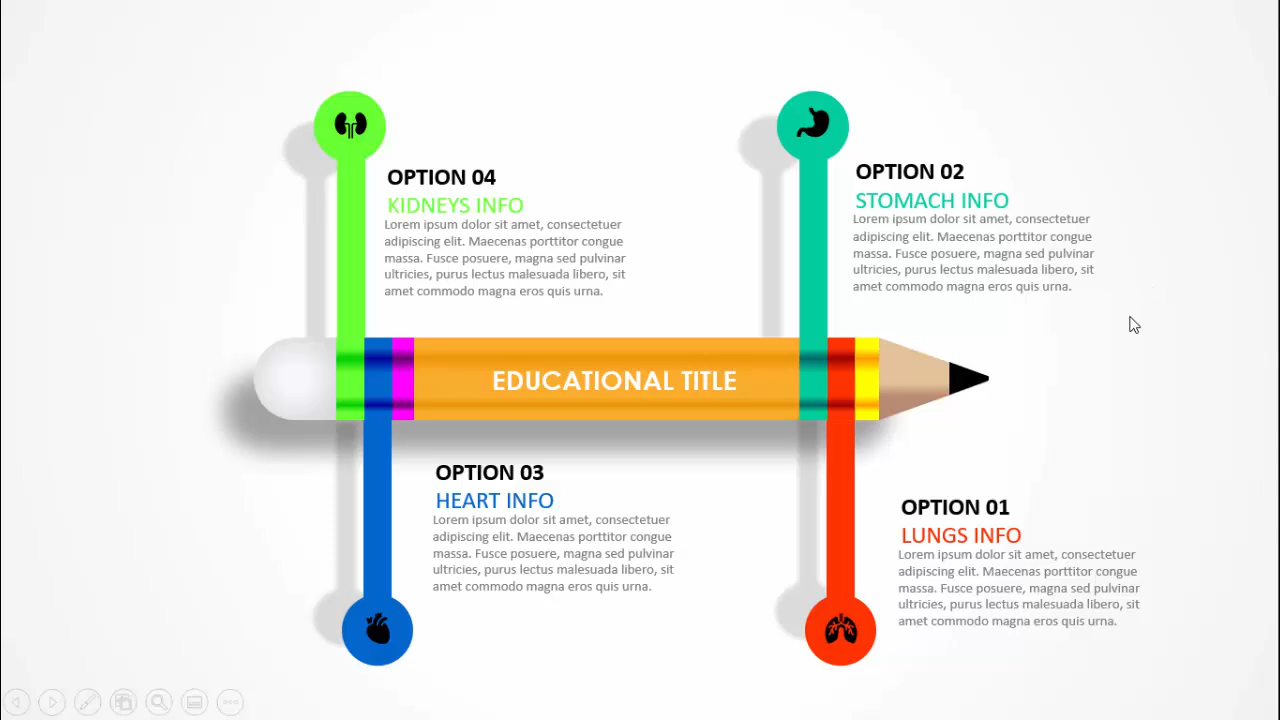 OPTION 04
KIDNEYS INFO
Lorem ipsum dolor sit amet, consectetuer
adipiscing elit. Maecenas porttitor congue
massa. Fusce posuere, magna sed pulvinar
ultricies, purus lectus malesuada libero, sit
amet commodo magna eros quis urna.
OPTION 02
STOMACH INFO
Lorem ipsum dolor sit amet, consectetuer
adipiscing elit. Maecenas porttitor congue
massa. Fusce posuere, magna sed pulvinar
ultricies, purus lectus malesuada libero, sit
amet commodo magna eros quis urna.
EDUCATIONAL TITLE
OPTION 03
HEART INFO
Lorem ipsum dolor sit amet, consectetuer
adipiscing elit. Maecenas porttitor congue
massa. Fusce posuere, magna sed pulvinar
ultricies, purus lectus malesuada libero, sit
amet commodo magna eros quis urna.
OPTION 01
LUNGS INFO
Lorem ipsum dolor sit amet, consectetuer
adipiscing elit. Maecenas porttitor congue
massa. Fusce posuere, magna sed pulvinar
ultricies, purus lectus malesuada libero, sit
amet commodo magna eros quis urna.